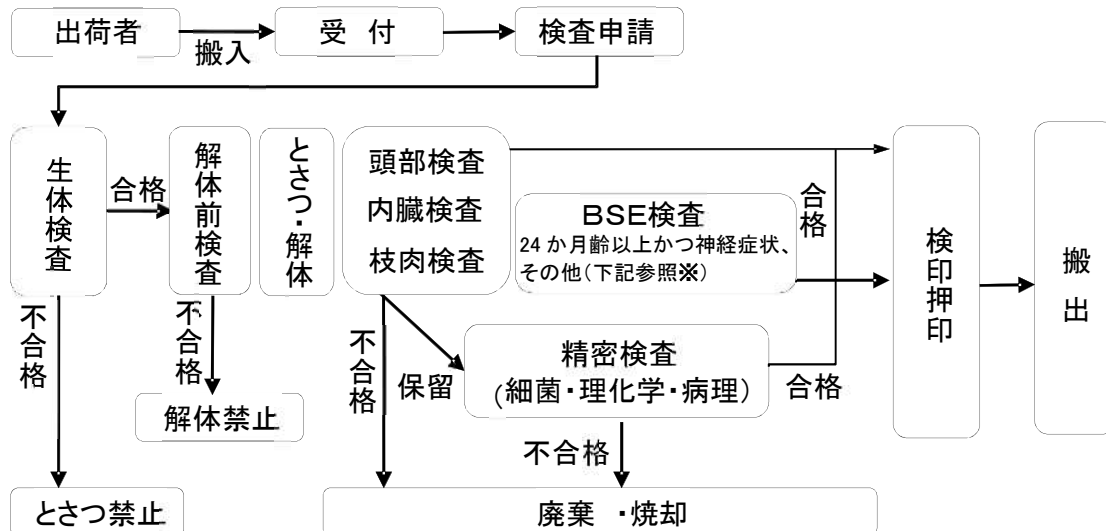 出荷者
搬入
受　付
検査申請
生体検査
合格
解体前検査
とさつ・解体
頭部検査
内臓検査
枝肉検査
BSE検査
24か月齢以上かつ神経症状、
その他(下記参照※)
合格
検印押印
搬出
不合格
不合格
解体禁止
不合格
保留
精密検査
(細菌・理化学・病理)
合格
不合格
とさつ禁止
廃棄　・焼却